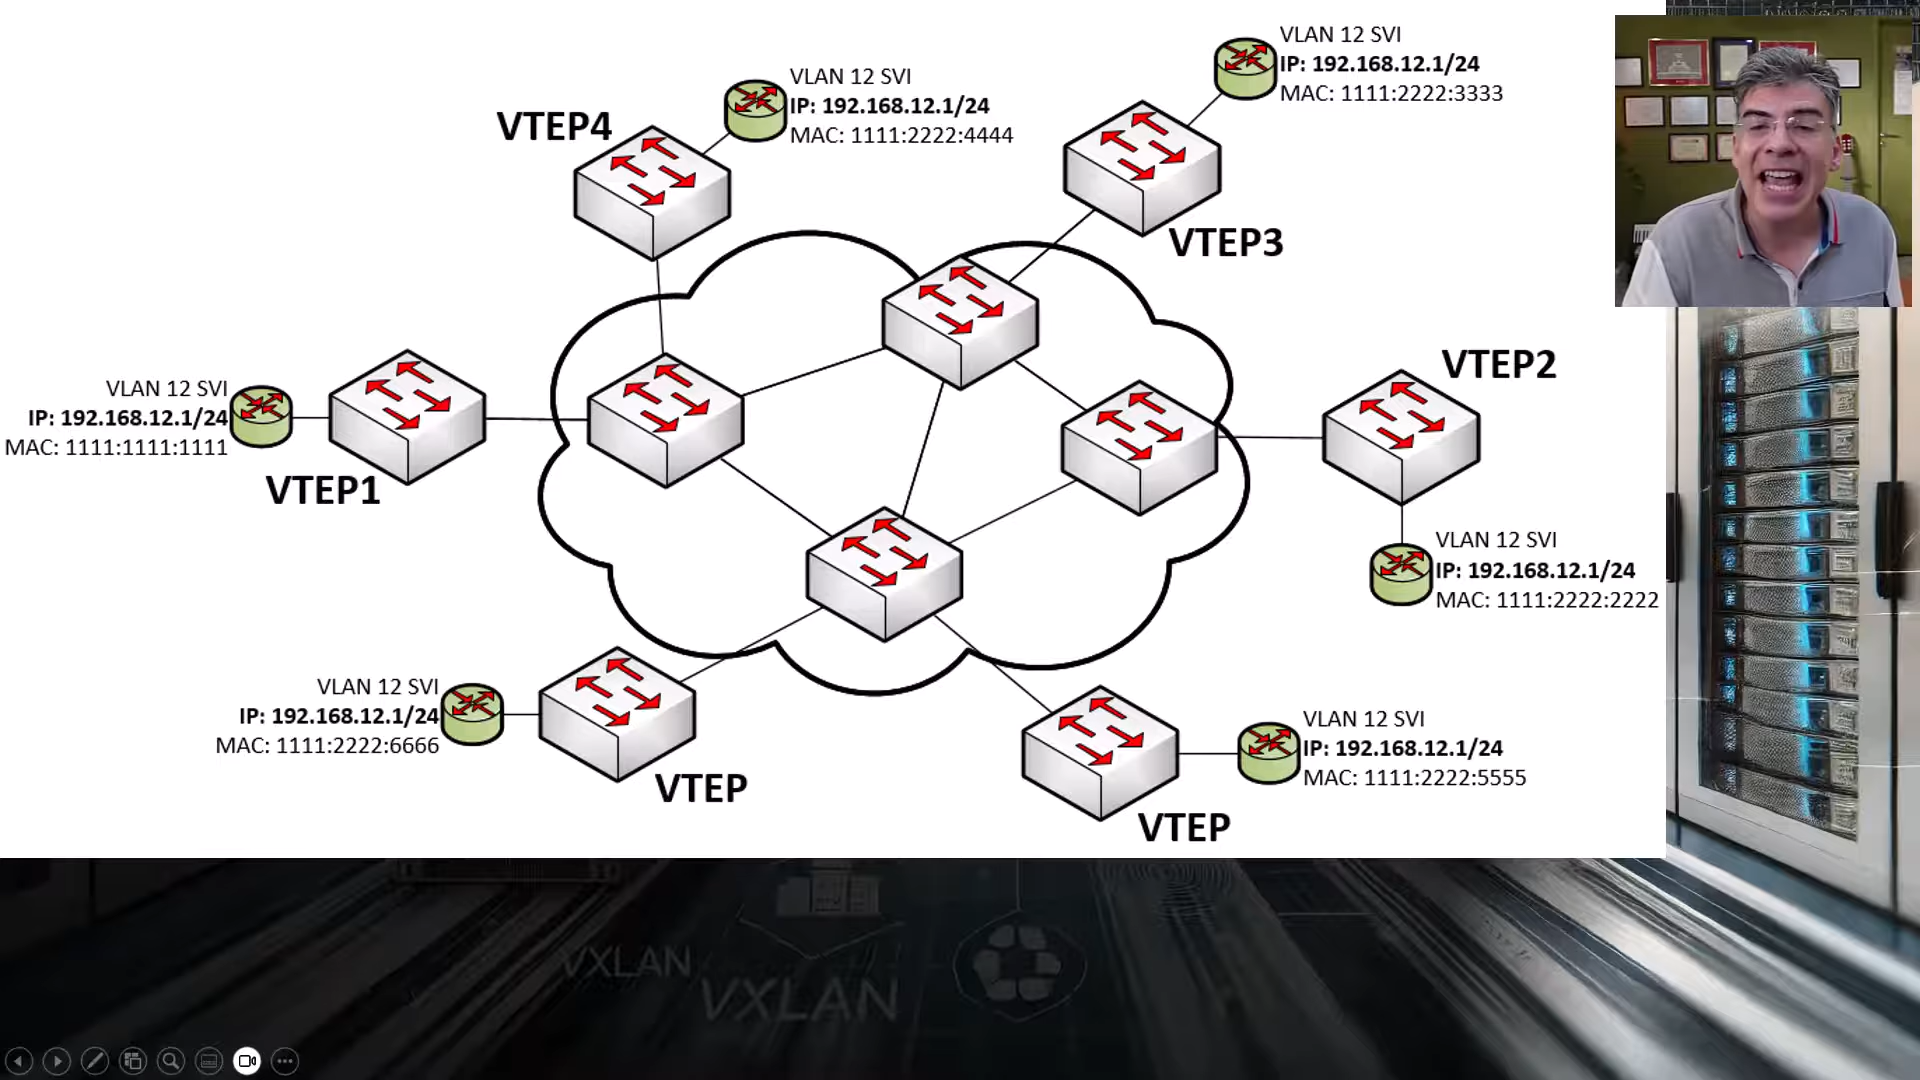 VLAN 12 SVI
IP: 192.168.12.1/24
MAC: 1111:2222:3333
VTEP3
VLAN 12 SVI
IP: 192.168.12.1/24
MAC: 1111:2222:4444
VTEP4
VTEP2
VLAN 12 SVI
IP: 192.168.12.1/24
MAC: 1111:2222:2222
VLAN 12 SVI
IP: 192.168.12.1/24
MAC: 1111:1111:1111
VTEP1
VLAN 12 SVI
IP: 192.168.12.1/24
MAC: 1111:2222:6666
VTEP
VLAN 12 SVI
IP: 192.168.12.1/24
MAC: 1111:2222:5555
VTEP
VXLAN
VXLAN